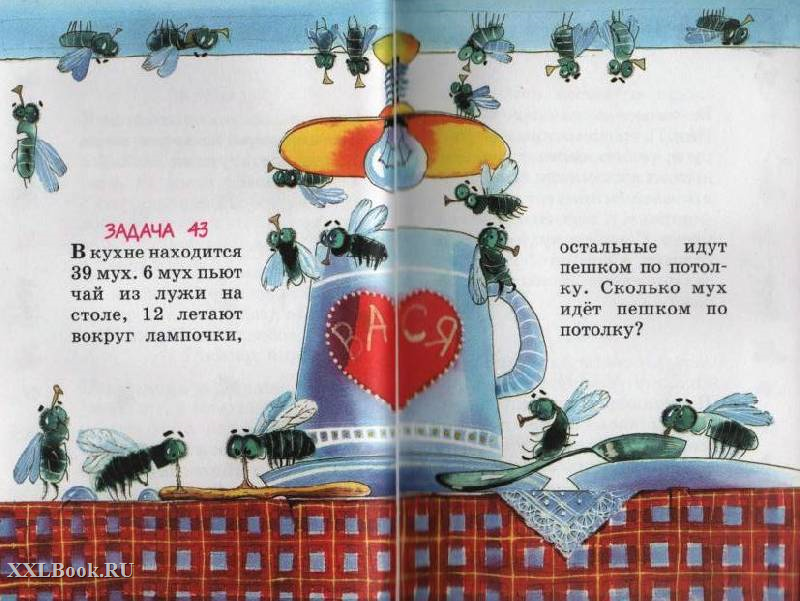 ЗАДАЧА 43
В кухне находится
39 мух. 6 мух пьют
чай из лужи на
столе, 12 летают
вокруг лампочки,
остальные идут
пешком по потол-
ку. Сколько мух
идёт пешком по
потолку?
ВАСЯ
XXLBook.RU